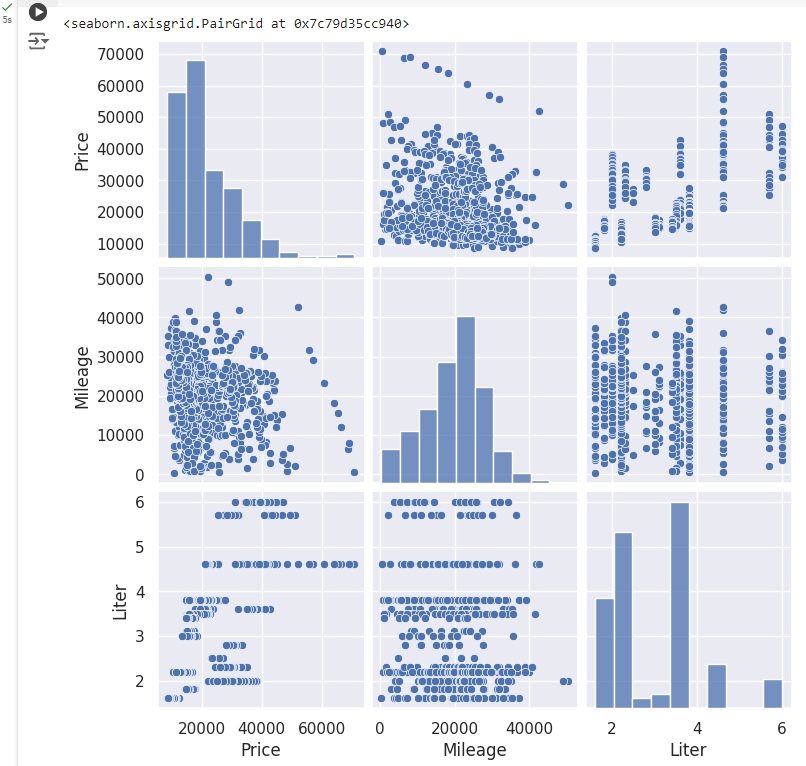 5s
<seaborn.axisgrid.PairGrid at 0x7c79d35cc940>
70000
60000
50000
40000
30000
20000
10000
Price
50000
40000
30000
20000
10000
0
Mileage
6
5
4
3
2
Liter
20000 40000 60000
0 20000 40000
2 4 6
Price Mileage Liter